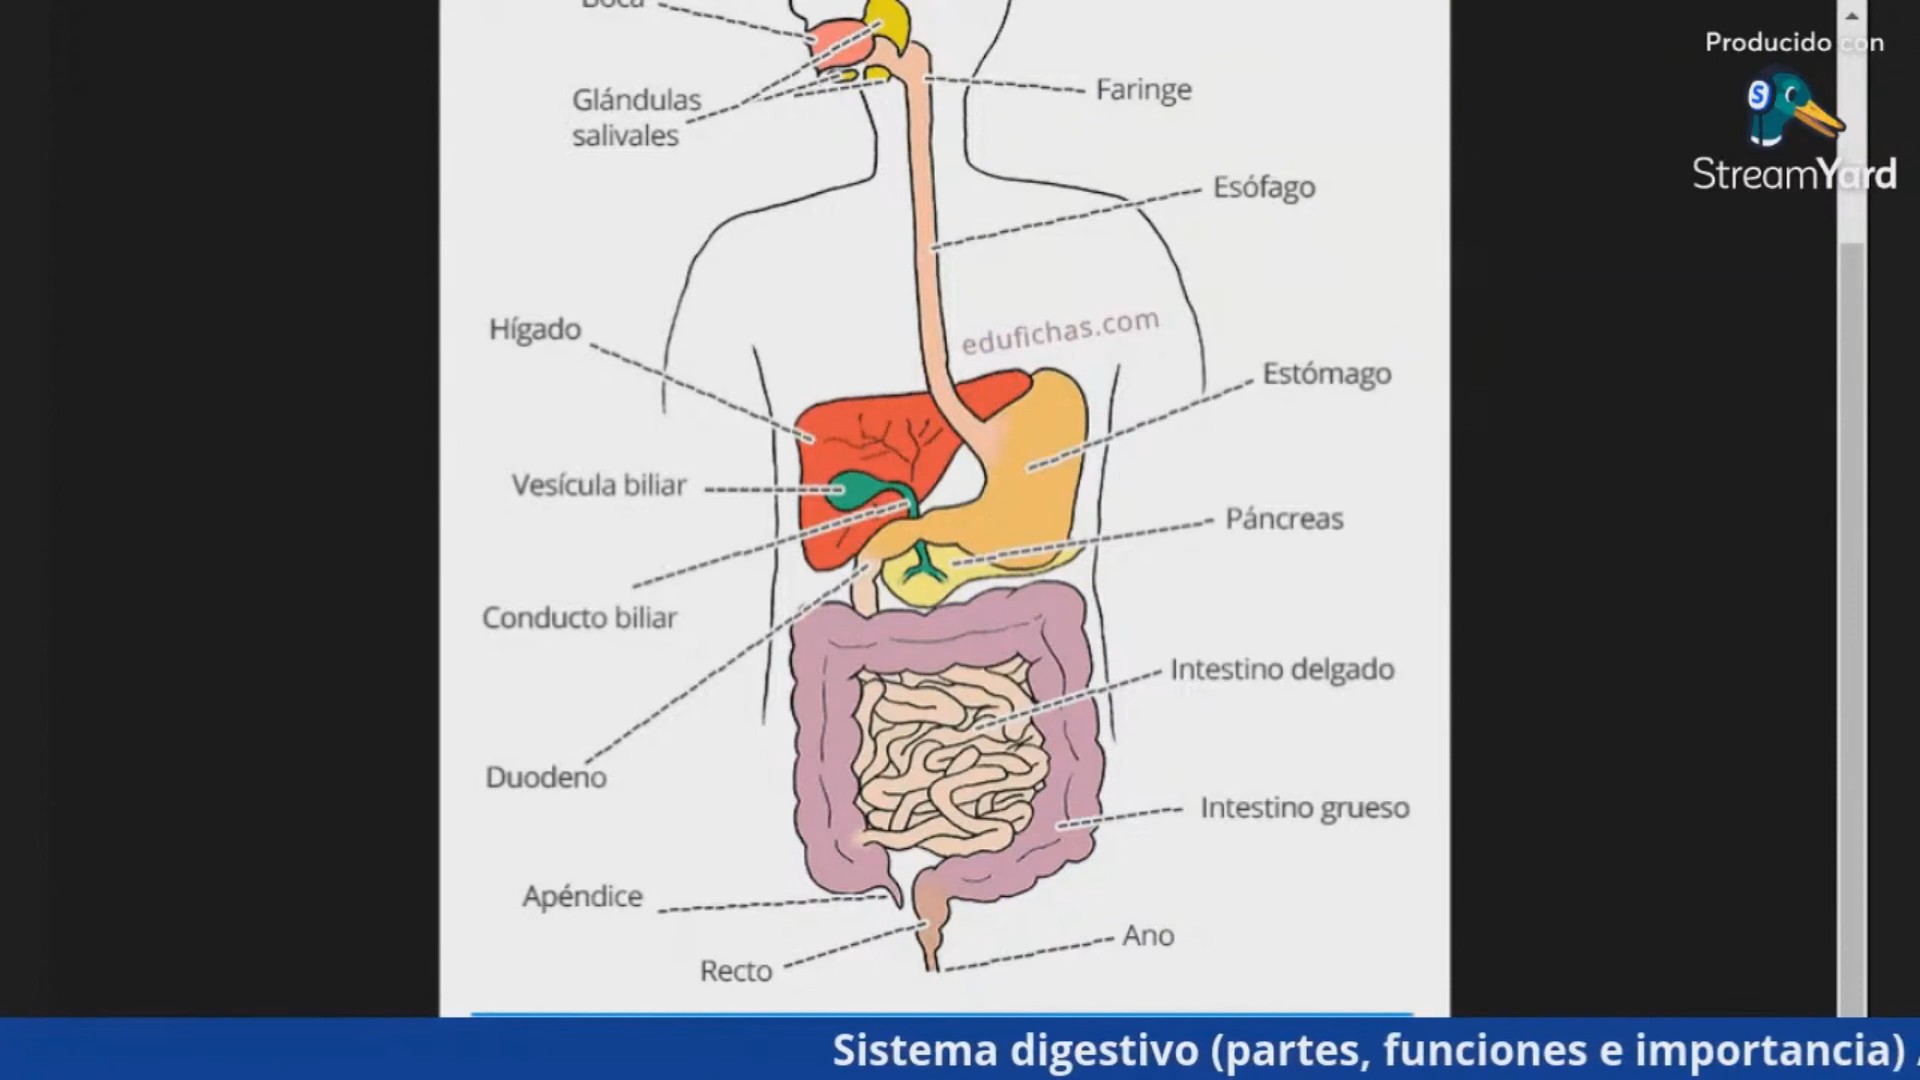 Boca
Producido con
StreamYard
Glándulas
salivales
Faringe
Esófago
Hígado
edufichas.com
Estómago
Vesícula biliar
Páncreas
Conducto biliar
Intestino delgado
Duodeno
Intestino grueso
Apéndice
Ano
Recto
Sistema digestivo (partes, funciones e importancia)